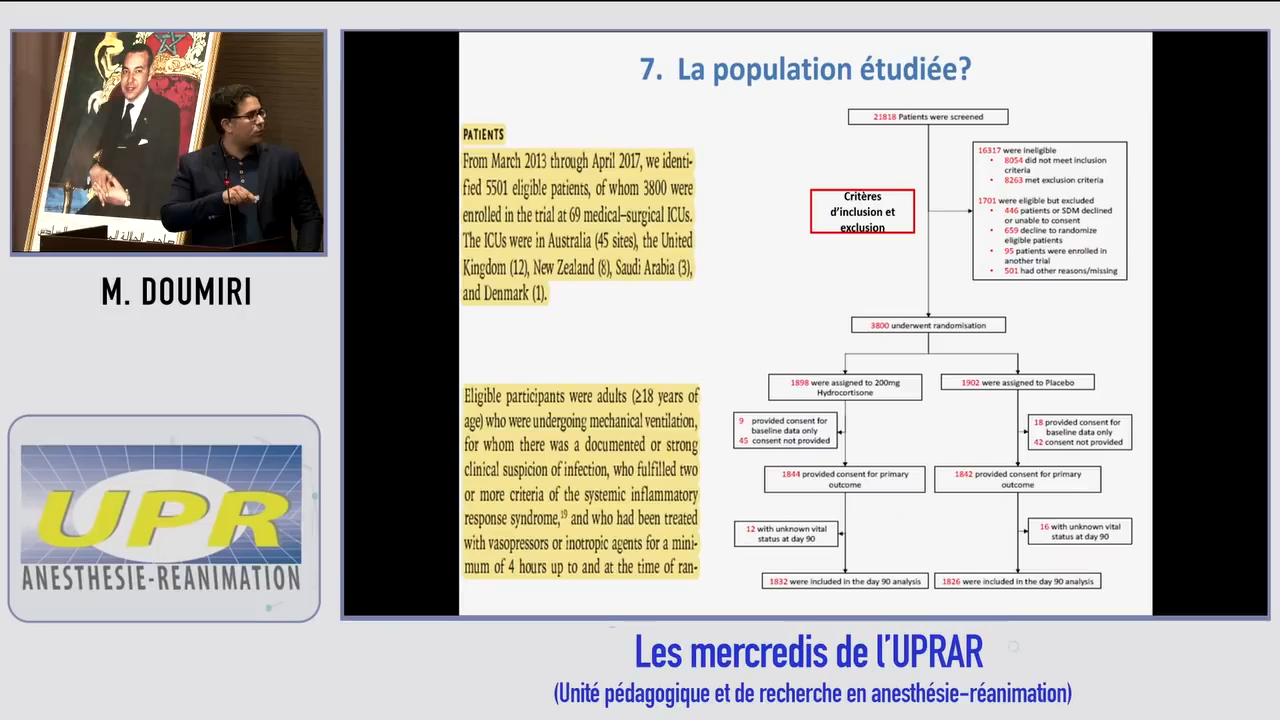 7. La population étudiée?
PATIENTS
From March 2013 through April 2017, we identi-
fied 5501 eligible patients, of whom 3800 were
enrolled in the trial at 69 medical–surgical ICUs.
The ICUs were in Australia (45 sites), the United
Kingdom (12), New Zealand (8), Saudi Arabia (3),
and Denmark (1).
Eligible participants were adults (≥18 years of
age) who were undergoing mechanical ventilation,
for whom there was a documented or strong
clinical suspicion of infection, who fulfilled two
or more criteria of the systemic inflammatory
response syndrome,19 and who had been treated
with vasopressors or inotropic agents for a mini-
mum of 4 hours up to and at the time of ran-
21818 Patients were screened
Critères
d’inclusion et
exclusion
16317 were ineligible
• 8054 did not meet inclusion
criteria
• 8263 met exclusion criteria
1701 were eligible but excluded
• 446 patients or SDM declined
or unable to consent
• 659 decline to randomize
eligible patients
• 95 patients were enrolled in
another trial
• 501 had other reasons/missing
3800 underwent randomisation
1898 were assigned to 200mg
Hydrocortisone
1902 were assigned to Placebo
9 provided consent for
baseline data only
45 consent not provided
18 provided consent for
baseline data only
42 consent not provided
1844 provided consent for primary
outcome
1842 provided consent for primary
outcome
12 with unknown vital
status at day 90
16 with unknown vital
status at day 90
1832 were included in the day 90 analysis
1826 were included in the day 90 analysis
M. DOUMIRI
UPR
ANESTHÉSIE-RÉANIMATION
Les mercredis de l’UPRAR
(Unité pédagogique et de recherche en anesthésie-réanimation)